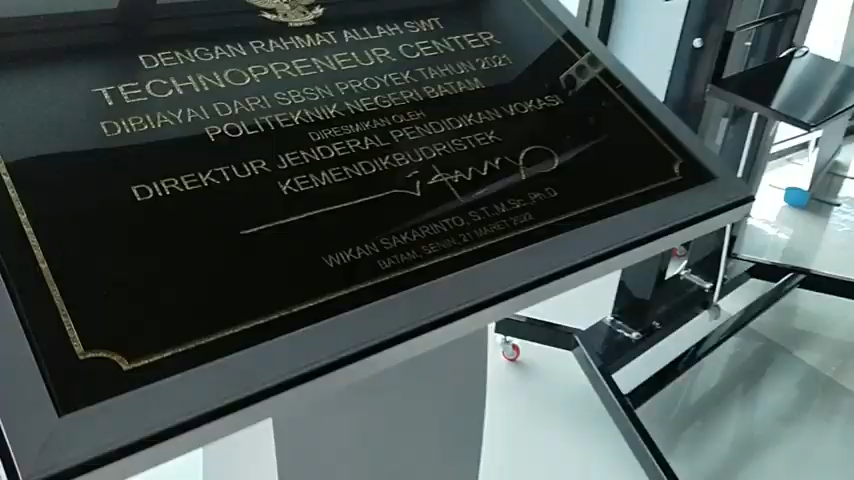 DENGAN RAHMAT ALLAH SWT
TECHNOPRENEUR CENTER
DIBIAYAI DARI SBSN PROYEK TAHUN 2021
POLITEKNIK NEGERI BATAM
DIRESMIKAN OLEH
DIREKTUR JENDERAL PENDIDIKAN VOKASI
KEMENDIKBUDRISTEK
WIKAN SAKARINTO, S.T.,M.Sc.,Ph.D
BATAM, SENIN, 21 MARET 2022